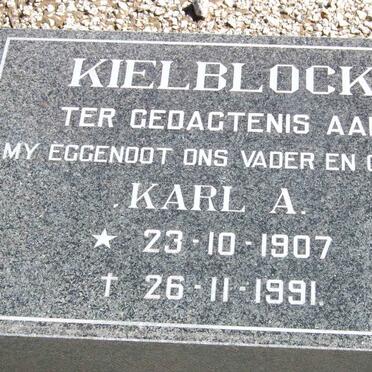 KIELBLOCK
TER GEDAGTENIS AAN
MY EGGENOOT ONS VADER EN O
KARL A.
★ 23-10-1907
† 26-11-1991.